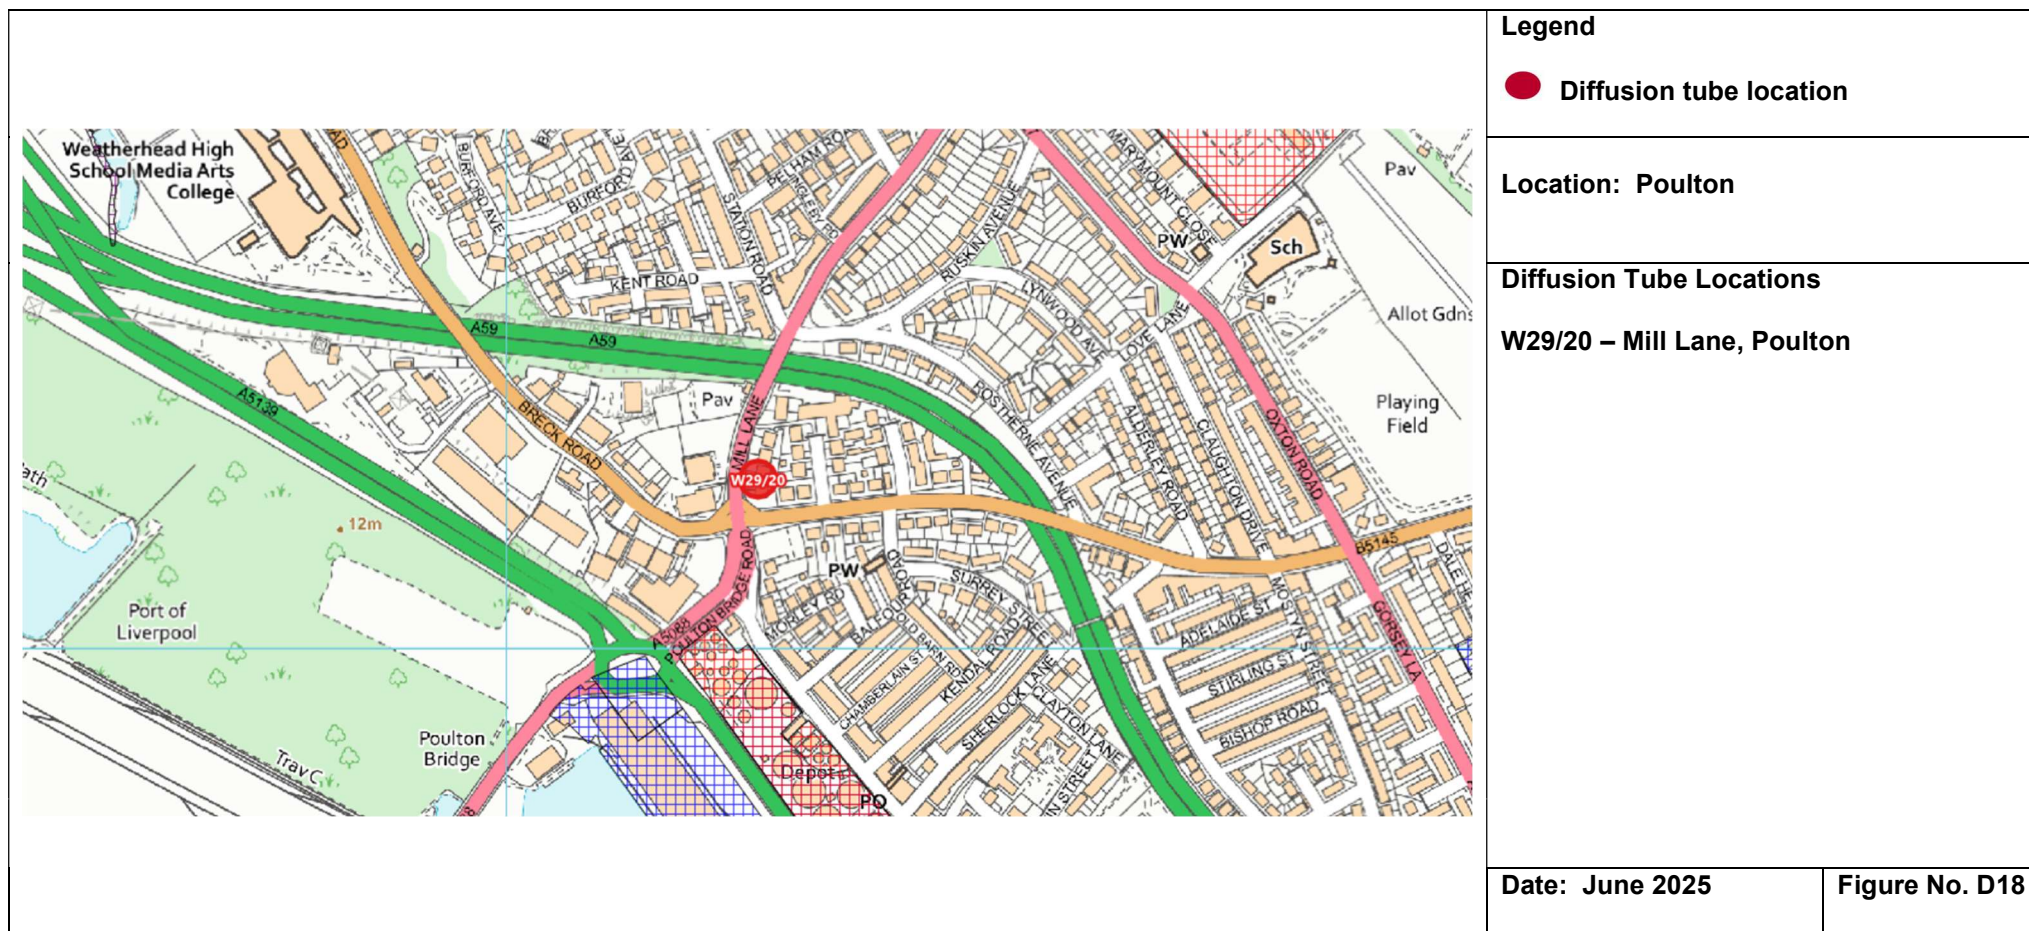 Legend
Diffusion tube location
Location: Poulton
Diffusion Tube Locations
W29/20 – Mill Lane, Poulton
Date: June 2025
Figure No. D18
Weatherhead High
School Media Arts
College
BURFORD AVE
BURFORD AVE
STATION ROAD
KENT ROAD
RUSKIN AVENUE
MARYMOUNT CLOSE
PW
Sch
Pav
Allot Gdns
LYNWOOD AVE
LOVE LANE
A59
A59
A5139
BRECK ROAD
Pav
MILL LANE
W29/20
ROSTHERNE AVENUE
ALDERLEY ROAD
CLAUGHTON DRIVE
OXTON ROAD
Playing
Field
ath
12m
Port of
Liverpool
PW
B5145
DALE HE
SURREY STREET
MORLEY RD
BALFOUR ROAD
POULTON BRIDGE ROAD
A5088
CHAMBERLAIN ST
KENDAL ROAD
SHERLOCK LANE
CLAYTON LANE
ADELAIDE ST
STIRLING ST
BISHOP ROAD
MOSTYN STREET
GORSEY LA
Poulton
Bridge
Trav C
Depot
PO